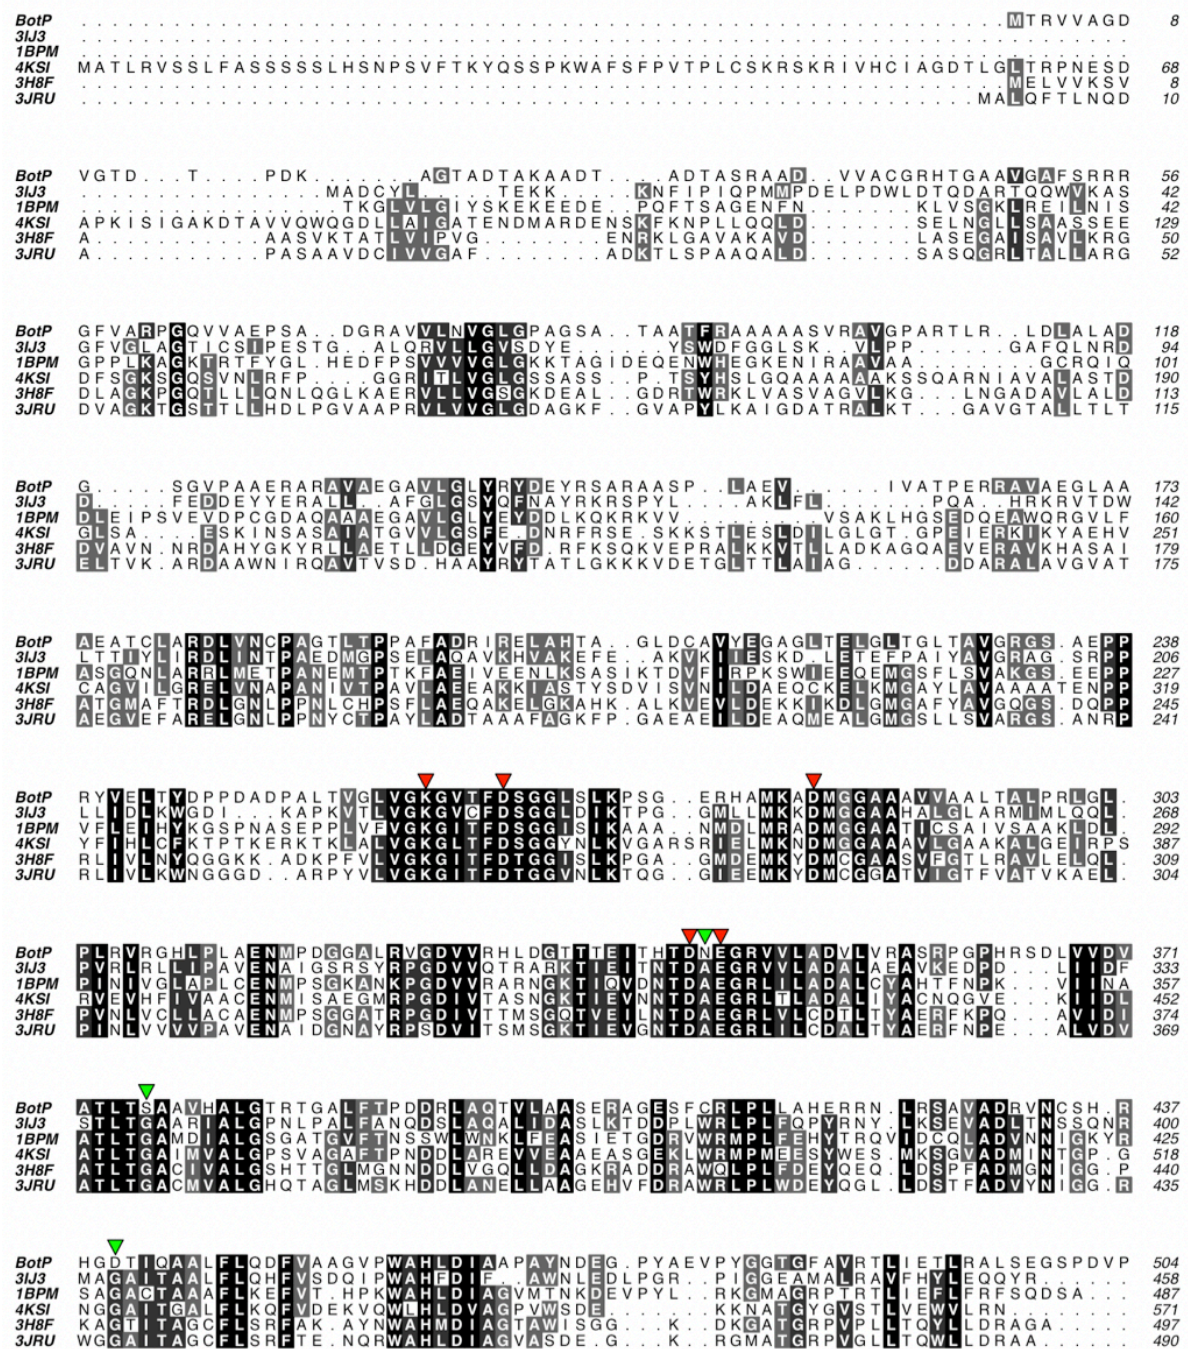 BotP ............................................................MTRVVAGD 8
3IJ3 ....................................................................
1BPM ....................................................................
4KSI MATLRVSSLFASSSSSLHSNPSVFTKYQSSPKWAFSFPVTPLCSKRSKRIVHCIAGDTLGLTRPNESD 68
3H8F ............................................................MELVVKSV 8
3JRU ..........................................................MALQFTLNQD 10
BotP VGTD...T....PDK.......AGTADTAKAADT....ADTASRAAD..VVACGRHTGAAVGAFSRRR 56
3IJ3 ................MADCYL.....TEKK....KNFIPIQPMMPDELPDWLDTQDARTQQWVKAS 42
1BPM .................TKGLVLGIYSKEKEEDE..PQFTSAGENFN.......KLVSGKLREILNIS 42
4KSI APKISIGAKDTAVVQWQGDLLAIGATENDMARDENSKFKNPLLQQLD......SELNGLLSAASSEE 129
3H8F A...........AASVKTATLVIPVG........ENRKLGAVAKAVD.......LASEGAISAVLKRG 50
3JRU A...........PASAAVDCIVVGAF........ADKTLSPAAQALD.......SASQGRLTALLARG 52
BotP GFVARPGQVVAEPSA..DGRAVVLNVGLGPAGSA..TAATFRAAAAASVRAVGPARTLR..LDLALAD 118
3IJ3 GFVGLAGTICSIPESTG..ALQRVLLGVSDYE.......YSWDFGGLSK.VLPP......GAFQLNRD 94
1BPM GPPLKAGKTRTFYGL.HEDFPSVVVVGLGKKTAGIDEQENWHEGKENIRAAVAA.......GCRQIQ 101
4KSI DFSGKSGQSVNLRFP....GGRITLVGLGSSASS..P.TSYHSLGQAAAAAAKSSQARNIAVALASTD 190
3H8F DLAGKPGQTLLLQNLQGLKAERVLLVGSGKDEAL..GDRTWRKLVASVAGVLKG...LNGADAVLALD 113
3JRU DVAGKTGSTTLLHDLPGVAAPRVLVVGLGDAGKF..GVAPYLKAIGDATRALKT...GAVGTALLTLT 115
BotP G.....SGVPAAERARAVAEGAVLGLYRYDEYRSARAASP..LAEV......IVATPERRAVAEGLAA 173
3IJ3 D.....FEDDEYYERALL..AFGLGSYQFNAYRKRSPYL...AKLFL.......PQA.HRKRVTDW 142
1BPM DLEIPSVEVDPCGDAQAAAEGAVLGLYEYDDLKQKRKVV.........VSAKLHGSEDQEAWQRGVLF 160
4KSI GLSA...ESKINSASAIATGVVLGSFE.DNRFRSE.SKKSTLESLDILGLGT.GPEIERKIKYAEHV 251
3H8F DVAVN.NRDAHYGKYRLLAETLLDGEYVFD.RFKSQKVEPRALKKVTLLADKAGQAEVERAVKHASAI 179
3JRU ELTVK.ARDAAWNIRQAVTVSD.HAAYRYTATLGKKKVDETGLTTLAIAG......DDARALAVGVAT 175
BotP AEATCLARDLVNCPAGTLTPPAFADRIRELAHTA..GLDCAVYEGAGLTELGLTGLTAVGRGS.AEPP 238
3IJ3 LTTIYLIRDLINTPAEDMGPSELAQAVKHVAKEFE.AKVKIIESKD.LETEFPAIYAVGRAG.SRPP 206
1BPM ASGQNLARRLMETPANEMTPTKFAEIVEENLKSASIKTDVFIRPKSWIEEQEMGSFLSVAKGS.EEPP 227
4KSI CAGVILGRELVNAPANIVTPAVLAEEAKKIASTYSDVISVNILDAEQCKELKMGAYLAVAAAATENPP 319
3H8F ATGMAFTRDLGNLPPNLCHPSFLAEQAKELGKAHK.ALKVEVLDEKKIKDLGMGAFYAVGQGS.DQPP 245
3JRU AEGVEFARELGNLPPNYCTPAYLADTAAAFAGKFP.GAEAEILDEAQMEALGMGSLLSVARGS.ANRP 241
BotP RYVELTYDPPDADPALTVGLVGKGVTFDSGGLSLKPSG..ERHAMKADMGGAAAVVAALTALPRLGL. 303
3IJ3 LLIDLKWGDI...KAPKVTLVGKGVCFDSGGLDIKTPG..GMLLMKKDMGGAAHALGLARMIMLQQL. 268
1BPM VFLEIHYKGSPNASEPPLVFVGKGITFDSGGISIKAAA..NMDLMRADMGGAATICSAIVSAAKLDL. 292
4KSI YFIHLCFKTPTKERKTKLALVGKGLTFDSGGYNLKVGARSRIELMKNDMGGAAAVLGAAKALGEIRPS 387
3H8F RLIVLNYQGGKK.ADKPFVLVGKGITFDTGGISLKPGA..GMDEMKYDMCGAASVFGTLRAVLELQL. 309
3JRU RLIVLKWNGGGD..ARPYVLVGKGITFDTGGVNLKTQG..GIEEMKYDMCGGATVIGTFVATVKAEL. 304
BotP PLRVRGHLPLAENMPDGGALRVGDVVRHLDGTTTEITHTDNEGRVVLADVLVRASRPGPHRSDLVVDV 371
3IJ3 PVRLRLLIPAVENAIGSRSYRPGDVVQTRARKTIEITNTDAEGRVVLADALAEAVKEDPD...LIIDF 333
1BPM PINIVGLAPLCENMPSGKANKPGDVVRARNGKTIQVDNTDAEGRLILADALCYAHTFNPK...VIINA 357
4KSI RVEVHFIVAACENMISAEGMRPGDIVTASNGKTIEVNNTDAEGRLTLADALIYACNQGVE...KIIDL 452
3H8F PVNLVCLLACAENMPSGGATRPGDIVTTMSGQTVEILNTDAEGRLVLCDTLTYAERFKPQ...AVIDI 374
3JRU PINLVVVVPAVENAIDGNAYRPSDVITSMSGKTIEVGNTDAEGRLILCDALTYAERFNPE...ALVDV 369
BotP ATLTSAAVHALGTRTGALFTPDDRLAQTVLAASERAGESFCRLPLLAHERRN.LRSAVADRVNCSH.R 437
3IJ3 STLTGAARIALGPNLPALFANQDSLAQALIDASLKTDDPLWRLPLFQPYRNY.LKSEVADLTNSSQNR 400
1BPM ATLTGAMDIALGSGATGVFTNSSWLWNKLFEASIETGDRVWRMPLFEHYTRQVIDCQLADVNNIGKYR 425
4KSI ATLTGAIMVALGPSVAGAFTPNDDLAREVVEAAEASGEKLWRMPMEESYWES.MKSGVADMINTGP.G 518
3H8F ATLTGACIVALGSHTTGLMGNNDDLVGQLLDAGKRADDRAWQLPLFDEYQEQ.LDSPFADMGNIGG.P 440
3JRU ATLTGACMVALGHQTAGLMSKHDDLANELLAAGEHVFDRAWRLPLWDEYQGL.LDSTFADVYNIGG.R 435
BotP HGDTIQAALFLQDFVAAGVPWAHLDIAAPAYNDEG.PYAEVPYGGTGFAVRTLIETLRALSEGSPDVP 504
3IJ3 MAGAITAALFLQHFVSDQIPWAHFDIF..AWNLEDLPGR..PIGGEAMALRAVFHYLEQQYR...... 458
1BPM SAGACTAAAFLKEFVT.HPKWAHLDIAGVMTNKDEVPYL...RKGMAGRPTRTLIEFLFRFSQDSA... 487
4KSI NGGAITGALFLKQFVDEKVQWLHLDVAGPVWSDE........KKNATGYGVSTLVEWVLRN....... 571
3H8F KAGTITAGCFLSRFAK.AYNWAHMDIAGTAWISGG...K..DKGATGRPVPLLTQYLLDRAGA..... 497
3JRU WGGAITAGCFLSRFTE.NQRWAHLDIAGVASDE.G...K..RGMATGRPVGLLTQWLLDRAA...... 490